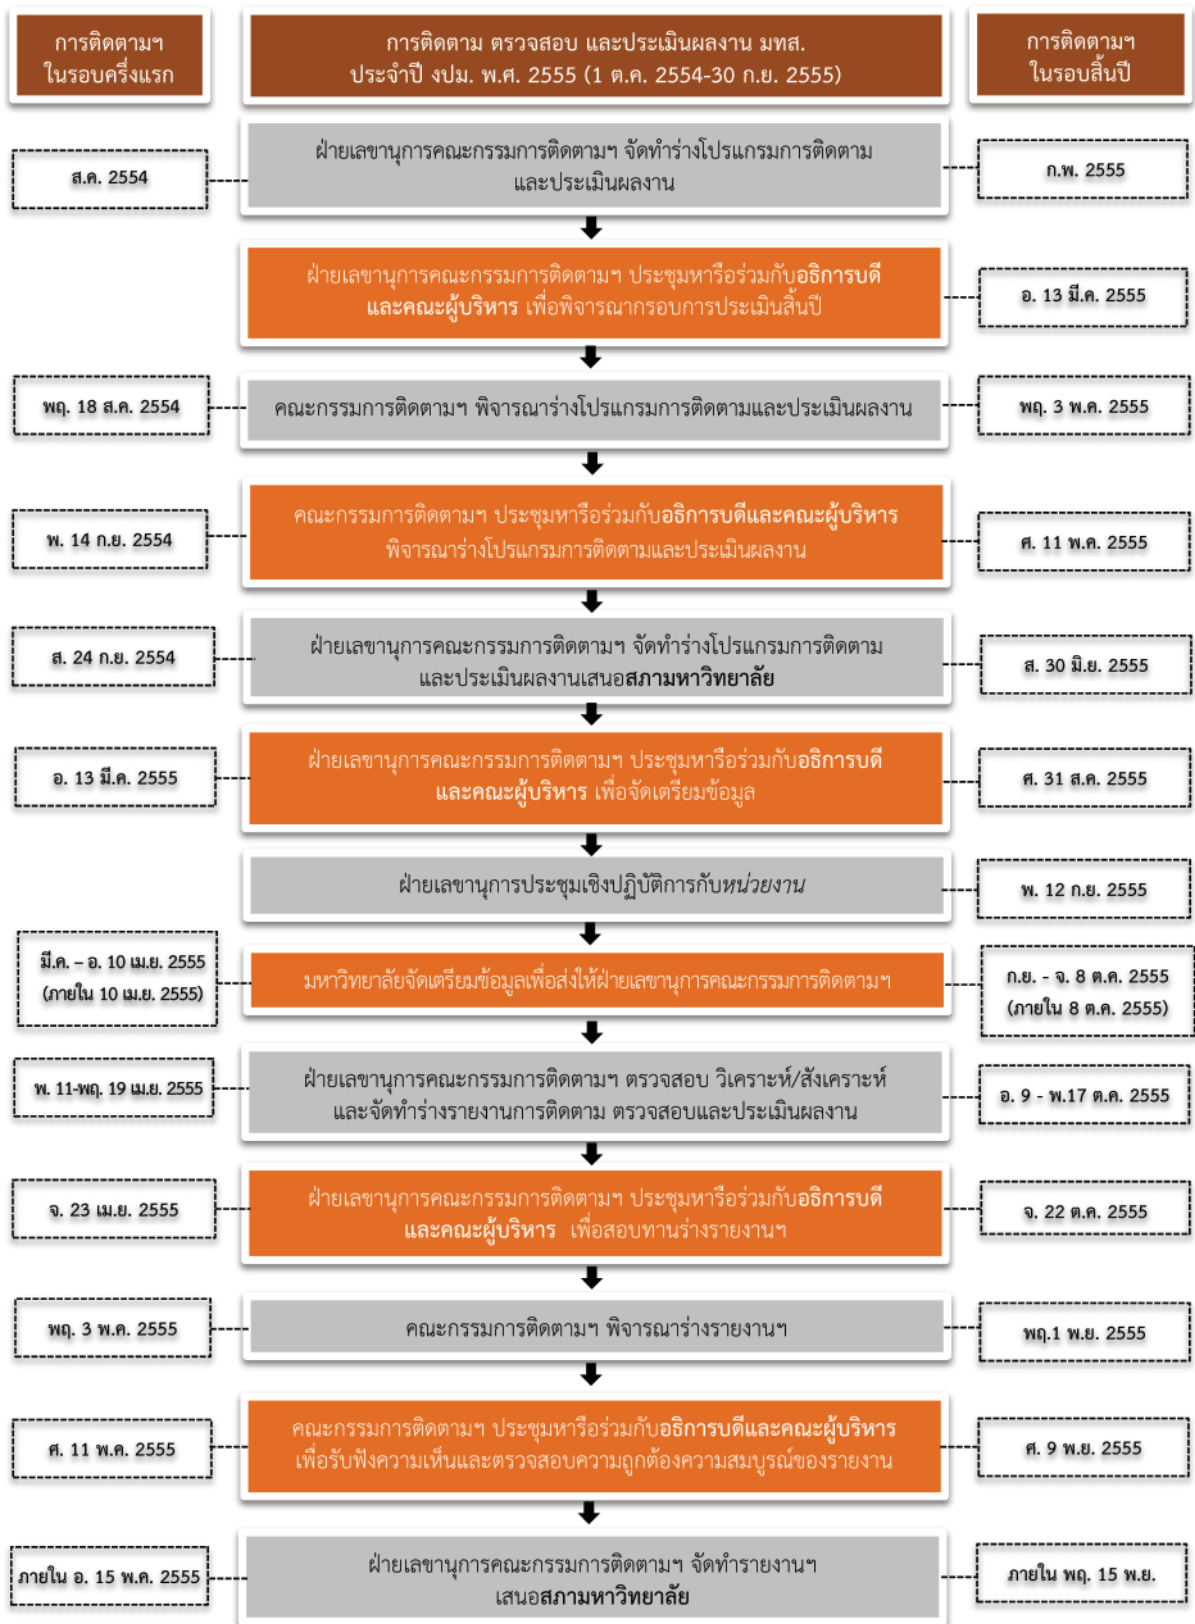 การติดตามฯ
ในรอบครึ่งแรก
การติดตาม ตรวจสอบ และประเมินผลงาน มทส.
ประจำปี งปม. พ.ศ. 2555 (1 ต.ค. 2554-30 ก.ย. 2555)
การติดตามฯ
ในรอบสิ้นปี
ส.ค. 2554
ฝ่ายเลขานุการคณะกรรมการติดตามฯ จัดทำร่างโปรแกรมการติดตาม
และประเมินผลงาน
ก.พ. 2555
ฝ่ายเลขานุการคณะกรรมการติดตามฯ ประชุมหารือร่วมกับอธิการบดี
และคณะผู้บริหาร เพื่อพิจารณากรอบการประเมินสิ้นปี
อ. 13 มี.ค. 2555
พฤ. 18 ส.ค. 2554
คณะกรรมการติดตามฯ พิจารณาร่างโปรแกรมการติดตามและประเมินผลงาน
พฤ. 3 พ.ค. 2555
พ. 14 ก.ย. 2554
คณะกรรมการติดตามฯ ประชุมหารือร่วมกับอธิการบดีและคณะผู้บริหาร
พิจารณาร่างโปรแกรมการติดตามและประเมินผลงาน
ศ. 11 พ.ค. 2555
ส. 24 ก.ย. 2554
ฝ่ายเลขานุการคณะกรรมการติดตามฯ จัดทำร่างโปรแกรมการติดตาม
และประเมินผลงานเสนอสภามหาวิทยาลัย
ส. 30 มิ.ย. 2555
อ. 13 มี.ค. 2555
ฝ่ายเลขานุการคณะกรรมการติดตามฯ ประชุมหารือร่วมกับอธิการบดี
และคณะผู้บริหาร เพื่อจัดเตรียมข้อมูล
ศ. 31 ส.ค. 2555
ฝ่ายเลขานุการประชุมเชิงปฏิบัติการกับหน่วยงาน
พ. 12 ก.ย. 2555
มี.ค. – อ. 10 เม.ย. 2555
(ภายใน 10 เม.ย. 2555)
มหาวิทยาลัยจัดเตรียมข้อมูลเพื่อส่งให้ฝ่ายเลขานุการคณะกรรมการติดตามฯ
ก.ย. - จ. 8 ต.ค. 2555
(ภายใน 8 ต.ค. 2555)
พ. 11-พฤ. 19 เม.ย. 2555
ฝ่ายเลขานุการคณะกรรมการติดตามฯ ตรวจสอบ วิเคราะห์/สังเคราะห์
และจัดทำร่างรายงานการติดตาม ตรวจสอบและประเมินผลงาน
อ. 9 - พ.17 ต.ค. 2555
จ. 23 เม.ย. 2555
ฝ่ายเลขานุการคณะกรรมการติดตามฯ ประชุมหารือร่วมกับอธิการบดี
และคณะผู้บริหาร เพื่อสอบทานร่างรายงานฯ
จ. 22 ต.ค. 2555
พฤ. 3 พ.ค. 2555
คณะกรรมการติดตามฯ พิจารณาร่างรายงานฯ
พฤ.1 พ.ย. 2555
ศ. 11 พ.ค. 2555
คณะกรรมการติดตามฯ ประชุมหารือร่วมกับอธิการบดีและคณะผู้บริหาร
เพื่อรับฟังความเห็นและตรวจสอบความถูกต้องความสมบูรณ์ของรายงาน
ศ. 9 พ.ย. 2555
ภายใน อ. 15 พ.ค. 2555
ฝ่ายเลขานุการคณะกรรมการติดตามฯ จัดทำรายงานฯ
เสนอสภามหาวิทยาลัย
ภายใน พฤ. 15 พ.ย.